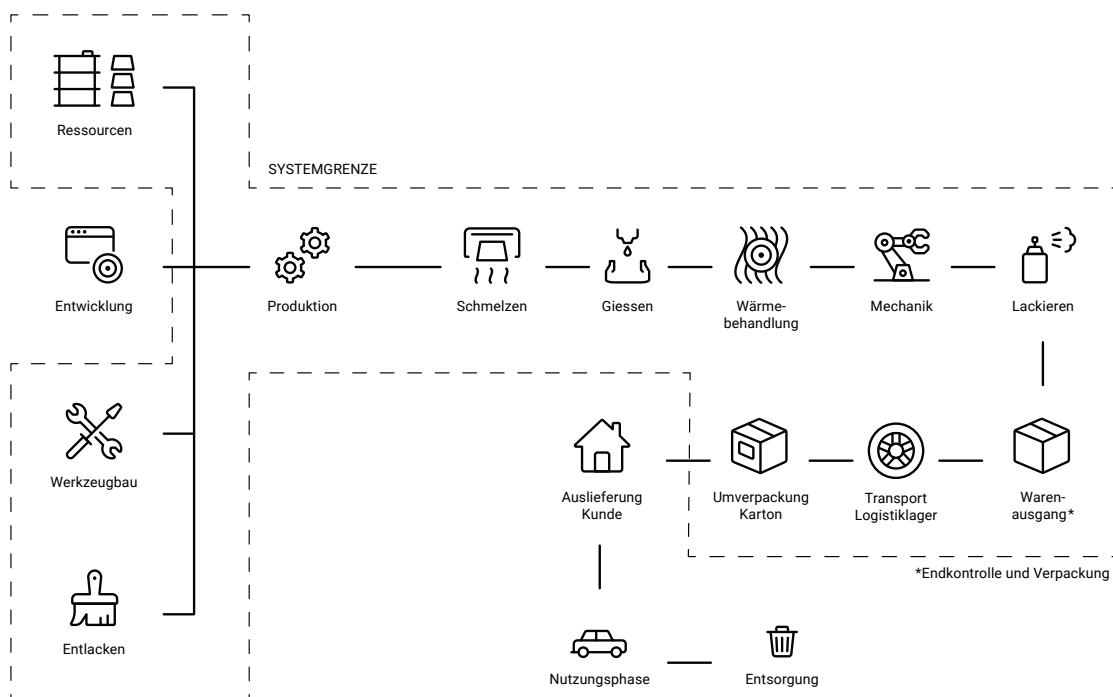 Ressourcen
SYSTEMGRENZE
Entwicklung
Produktion
Schmelzen
Giessen
Wärme-
behandlung
Mechanik
Lackieren
Werkzeugbau
Auslieferung
Kunde
Umverpackung
Karton
Transport
Logistiklager
Waren-
ausgang*
*Endkontrolle und Verpackung
Entlacken
Nutzungsphase
Entsorgung